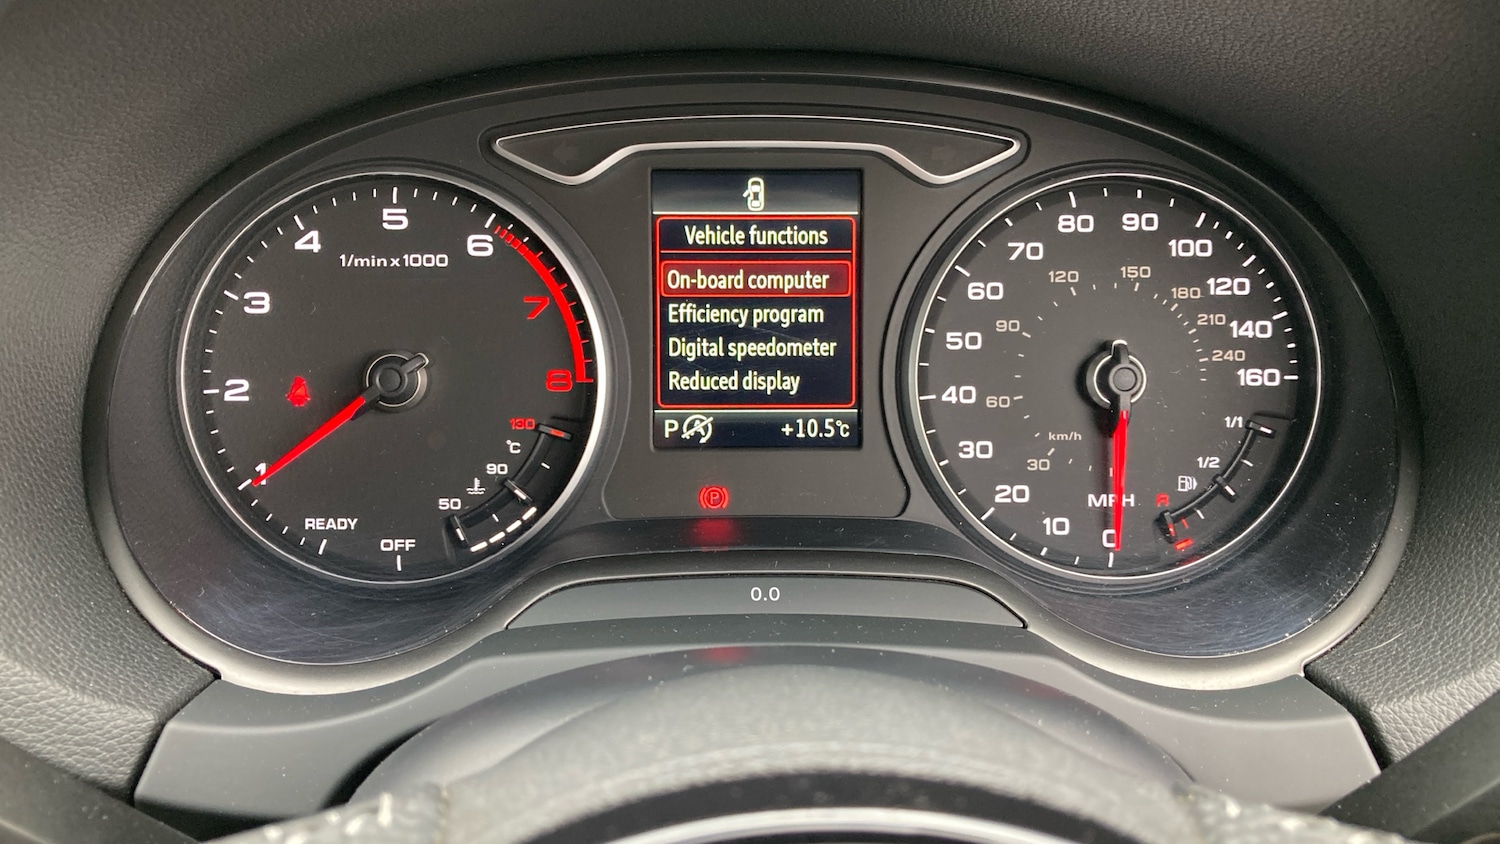 1
2
3
4
5
6
7
8
1/min x 1000
READY
OFF
50
90
°C
130
Vehicle functions
On-board computer
Efficiency program
Digital speedometer
Reduced display
P
+10.5°C
P
0.0
0
10
20
30
40
50
60
70
80
90
100
120
140
160
MPH
30
60
90
120
150
180
210
240
km/h
1/1
1/2
R